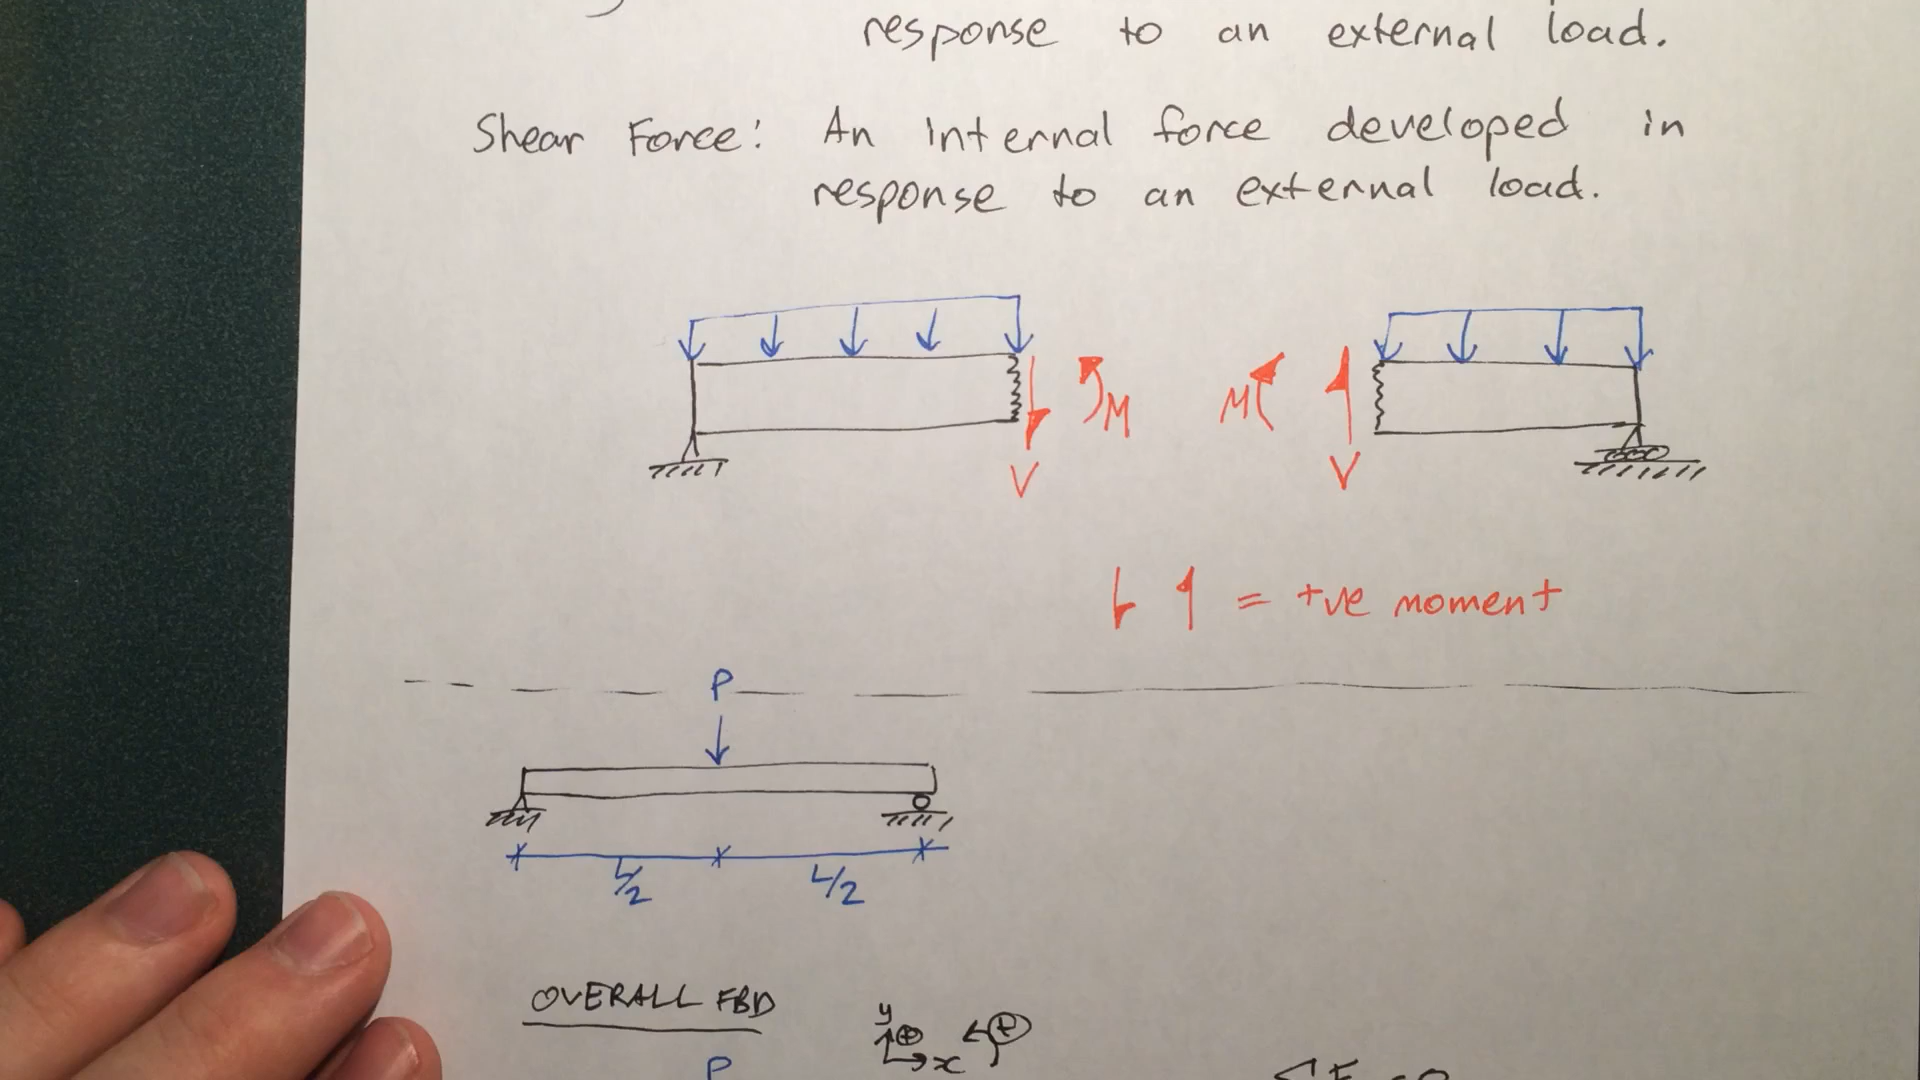 response to an external load.
Shear Force: An internal force developed in
response to an external load.
M M
V V
= +ve moment
P
L/2 L/2
OVERALL FBD
y + +
x
P